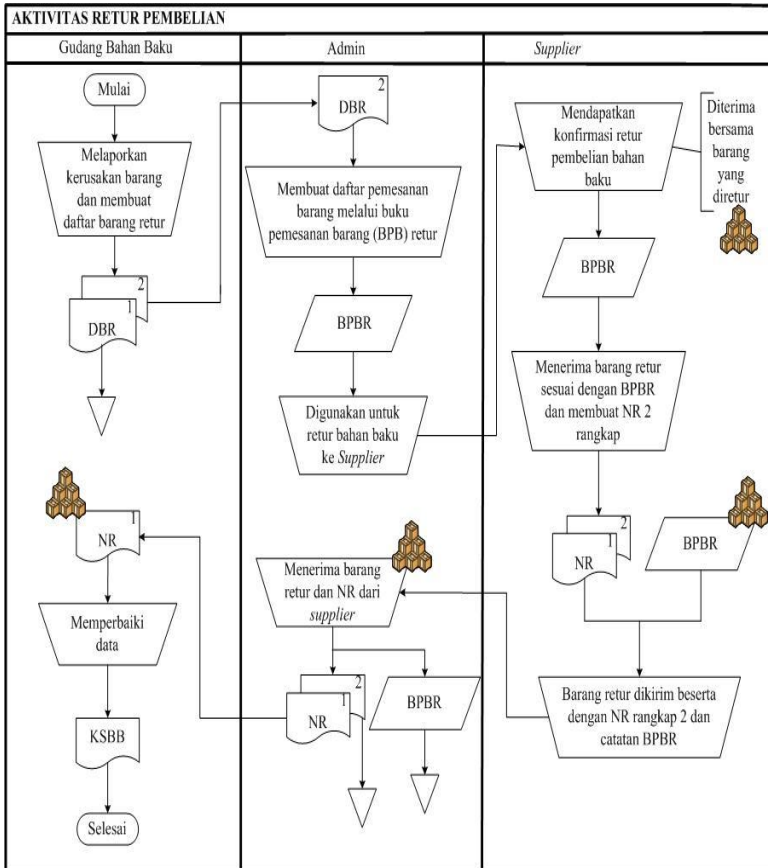 AKTIVITAS RETUR PEMBELIAN
Gudang Bahan Baku
Admin
Supplier
Mulai
Melaporkan
kerusakan barang
dan membuat
daftar barang retur
2
1
DBR
2
DBR
Membuat daftar pemesanan
barang melalui buku
pemesanan barang (BPB) retur
BPBR
Digunakan untuk
retur bahan baku
ke Supplier
Mendapatkan
konfirmasi retur
pembelian bahan
baku
Diterima
bersama
barang
yang
diretur
BPBR
Menerima barang retur
sesuai dengan BPBR
dan membuat NR 2
rangkap
2
1
NR
BPBR
Barang retur dikirim beserta
dengan NR rangkap 2 dan
catatan BPBR
Menerima barang
retur dan NR dari
supplier
2
1
NR
BPBR
1
NR
Memperbaiki
data
KSBB
Selesai